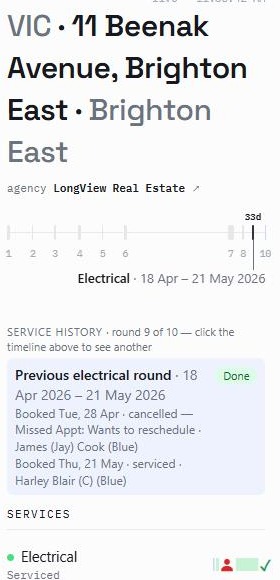 VIC · 11 Beenak
Avenue, Brighton
East · Brighton
East
agency LongView Real Estate ↗
33d
1 2 3 4 5 6 7 8 10
Electrical · 18 Apr – 21 May 2026
SERVICE HISTORY · round 9 of 10 — click the
timeline above to see another
Previous electrical round · 18 Done
Apr 2026 – 21 May 2026
Booked Tue, 28 Apr · cancelled —
Missed Appt: Wants to reschedule ·
James (Jay) Cook (Blue)
Booked Thu, 21 May · serviced ·
Harley Blair (C) (Blue)
SERVICES
Electrical
Serviced